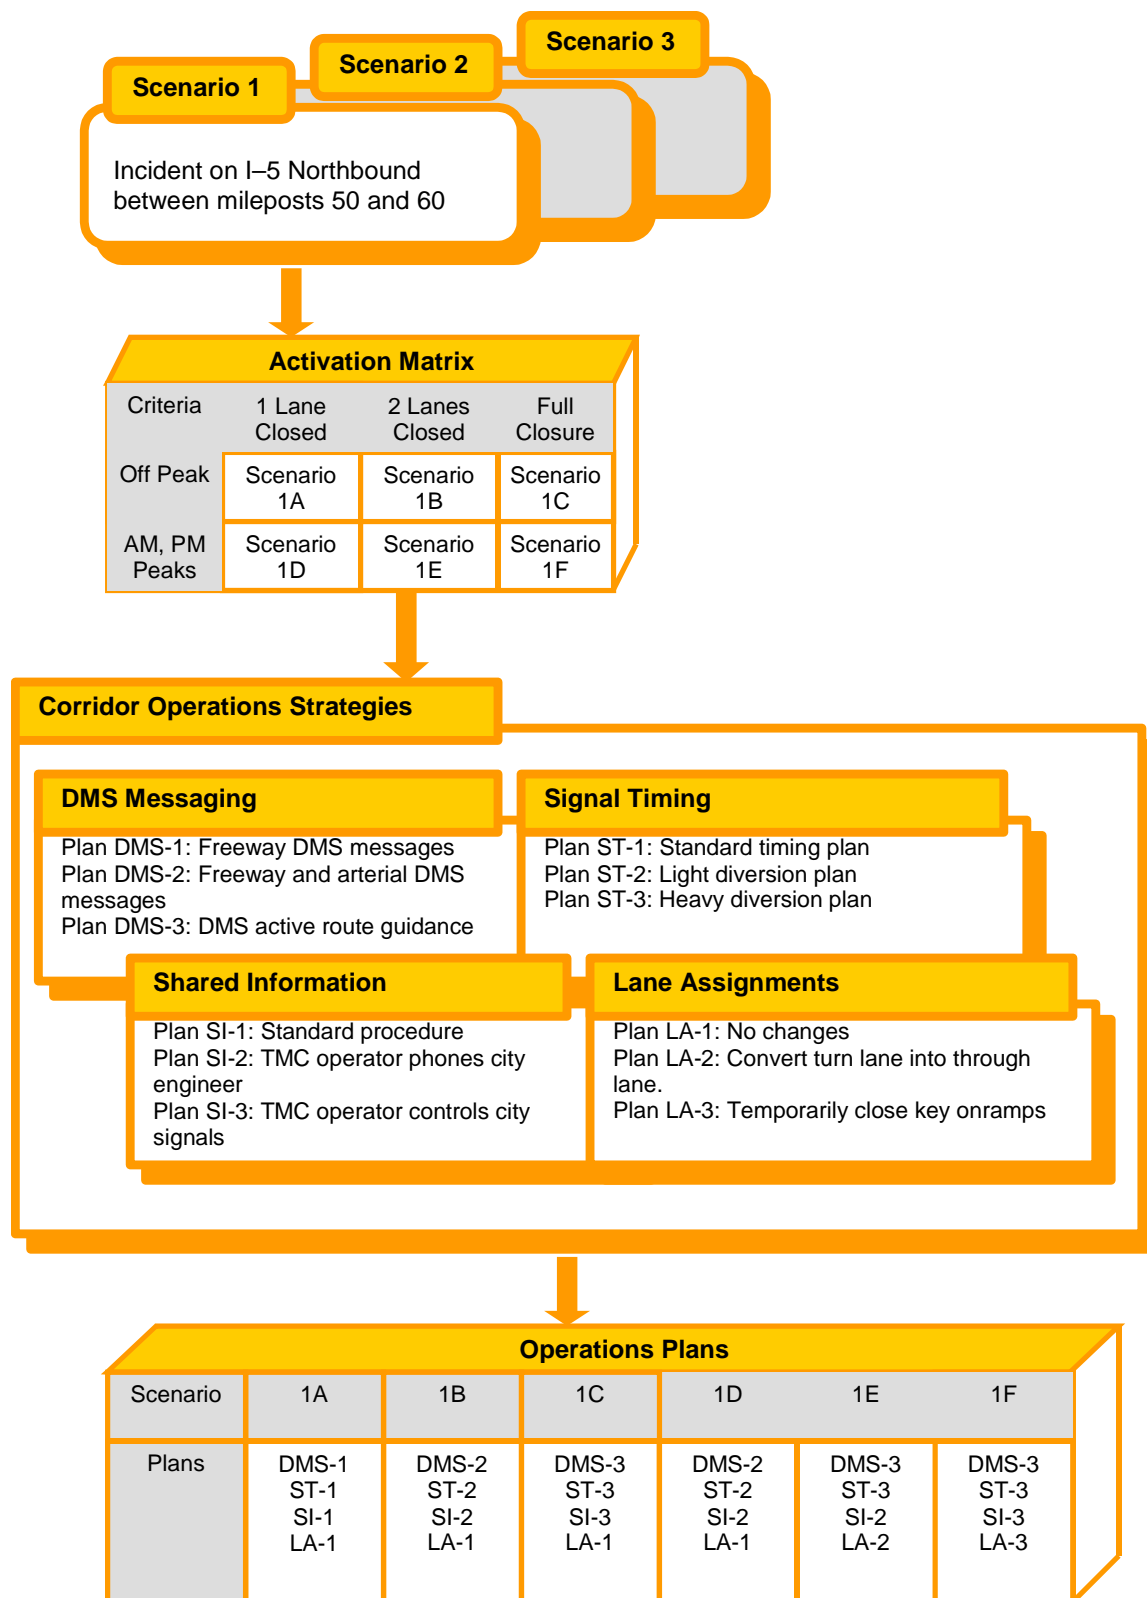 Scenario 1
Scenario 2
Scenario 3
Incident on I–5 Northbound
between mileposts 50 and 60
Activation Matrix
Criteria
1 Lane
Closed
2 Lanes
Closed
Full
Closure
Off Peak
Scenario
1A
Scenario
1B
Scenario
1C
AM, PM
Peaks
Scenario
1D
Scenario
1E
Scenario
1F
Corridor Operations Strategies
DMS Messaging
Plan DMS-1: Freeway DMS messages
Plan DMS-2: Freeway and arterial DMS
messages
Plan DMS-3: DMS active route guidance
Signal Timing
Plan ST-1: Standard timing plan
Plan ST-2: Light diversion plan
Plan ST-3: Heavy diversion plan
Shared Information
Plan SI-1: Standard procedure
Plan SI-2: TMC operator phones city
engineer
Plan SI-3: TMC operator controls city
signals
Lane Assignments
Plan LA-1: No changes
Plan LA-2: Convert turn lane into through
lane.
Plan LA-3: Temporarily close key onramps
Operations Plans
Scenario 1A 1B 1C 1D 1E 1F
Plans DMS-1 DMS-2 DMS-3 DMS-2 DMS-3 DMS-3
ST-1 ST-2 ST-3 ST-2 ST-3 ST-3
SI-1 SI-2 SI-3 SI-2 SI-2 SI-3
LA-1 LA-1 LA-1 LA-1 LA-2 LA-3